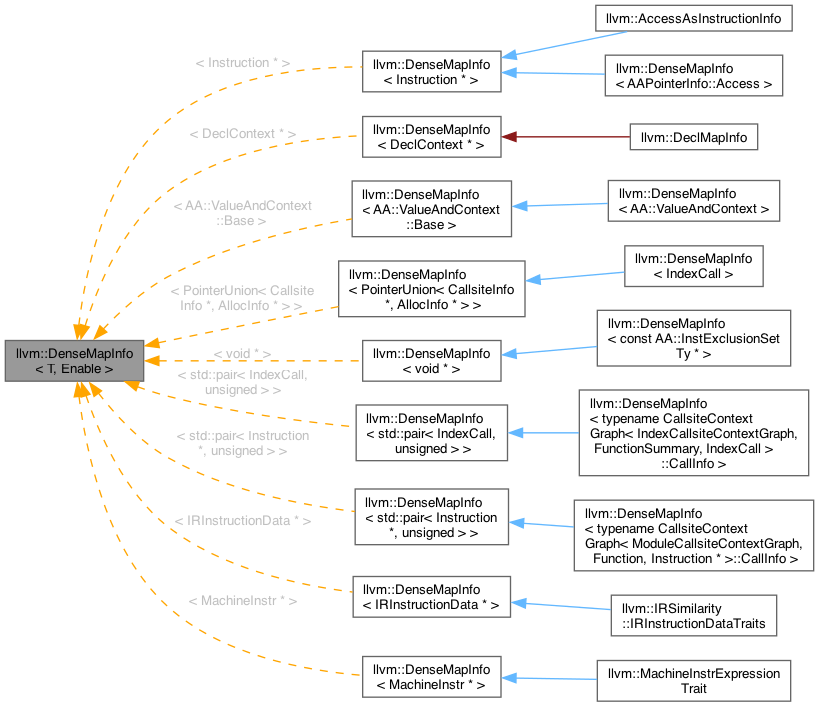 llvm::AccessAsInstructionInfo
llvm::DenseMapInfo
< Instruction * >
< Instruction * >
llvm::DenseMapInfo
< AAPointerInfo::Access >
llvm::DenseMapInfo
< DeclContext * >
< DeclContext * >
llvm::DeclMapInfo
llvm::DenseMapInfo
< AA::ValueAndContext
::Base >
< AA::ValueAndContext
::Base >
llvm::DenseMapInfo
< AA::ValueAndContext >
llvm::DenseMapInfo
< IndexCall >
< PointerUnion< Callsite
Info *, AllocInfo * > >
llvm::DenseMapInfo
< PointerUnion< CallsiteInfo
*, AllocInfo * > >
llvm::DenseMapInfo
< T, Enable >
< void * >
llvm::DenseMapInfo
< void * >
llvm::DenseMapInfo
< const AA::InstExclusionSet
Ty * >
< std::pair< IndexCall,
unsigned > >
llvm::DenseMapInfo
< std::pair< IndexCall,
unsigned > >
llvm::DenseMapInfo
< typename CallsiteContext
Graph< IndexCallsiteContextGraph,
FunctionSummary, IndexCall >
::CallInfo >
< std::pair< Instruction
*, unsigned > >
llvm::DenseMapInfo
< std::pair< Instruction
*, unsigned > >
llvm::DenseMapInfo
< typename CallsiteContext
Graph< ModuleCallsiteContextGraph,
Function, Instruction * >::CallInfo >
< IRInstructionData * >
llvm::DenseMapInfo
< IRInstructionData * >
llvm::IRSimilarity
::IRInstructionDataTraits
< MachineInstr * >
llvm::DenseMapInfo
< MachineInstr * >
llvm::MachineInstrExpression
Trait